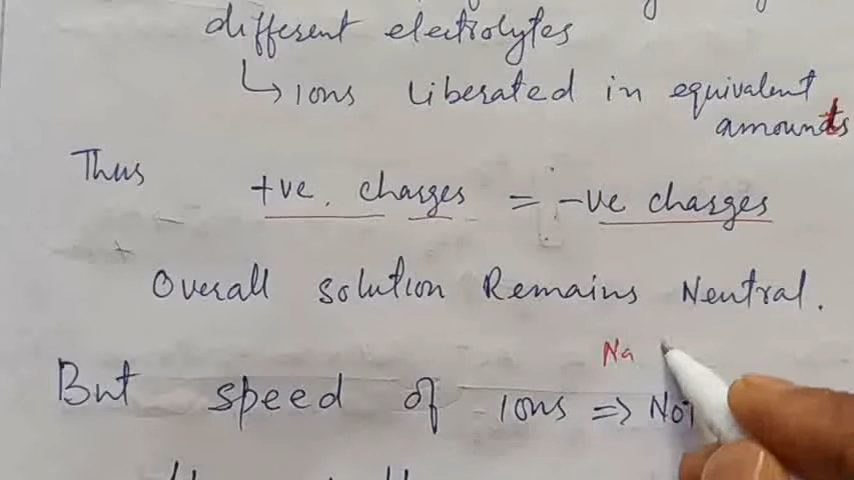 different electrolytes
↳ Ions liberated in equivalent
amounts
Thus +ve. charges = -ve charges
Overall solution Remains Neutral.
Na
But speed of Ions =>